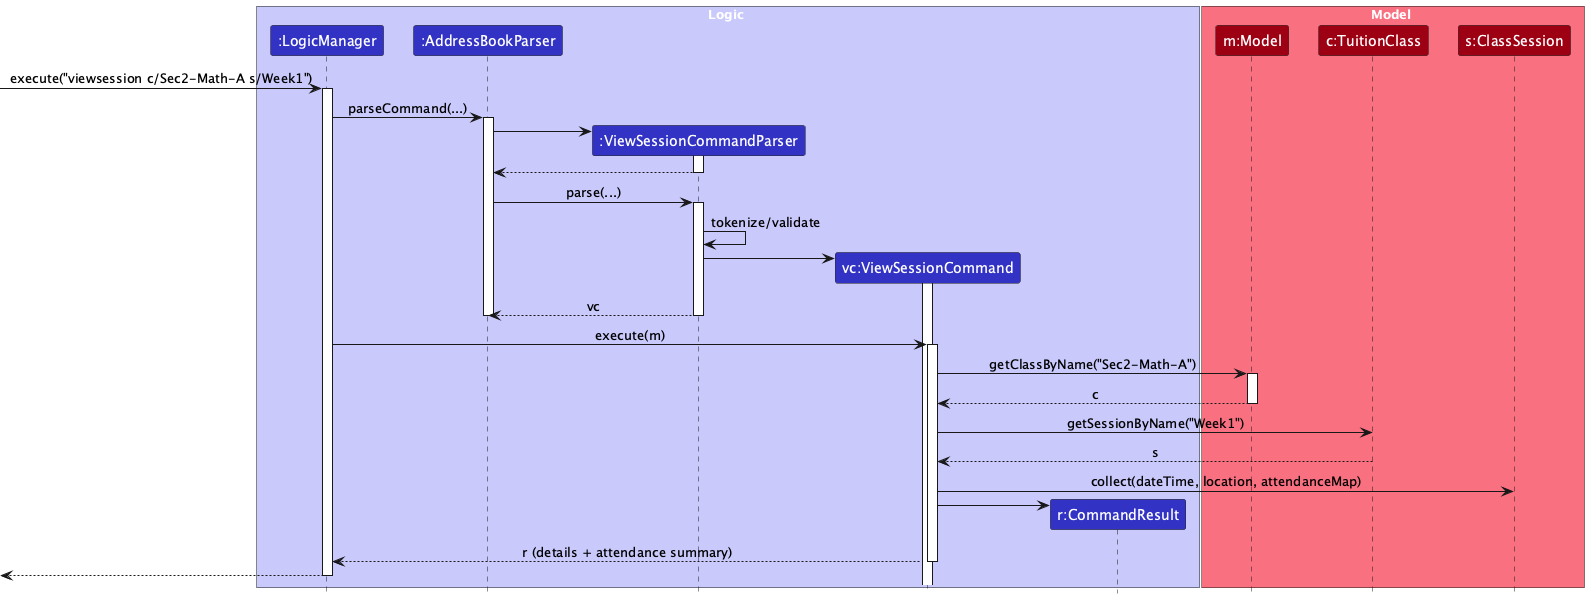 Logic
Model
:LogicManager
:AddressBookParser
m:Model
c:TuitionClass
s:ClassSession
execute("viewsession c/Sec2-Math-A s/Week1")
parseCommand(...)
:ViewSessionCommandParser
parse(...)
tokenize/validate
vc:ViewSessionCommand
vc
execute(m)
getClassByName("Sec2-Math-A")
c
getSessionByName("Week1")
s
collect(dateTime, location, attendanceMap)
r:CommandResult
r (details + attendance summary)